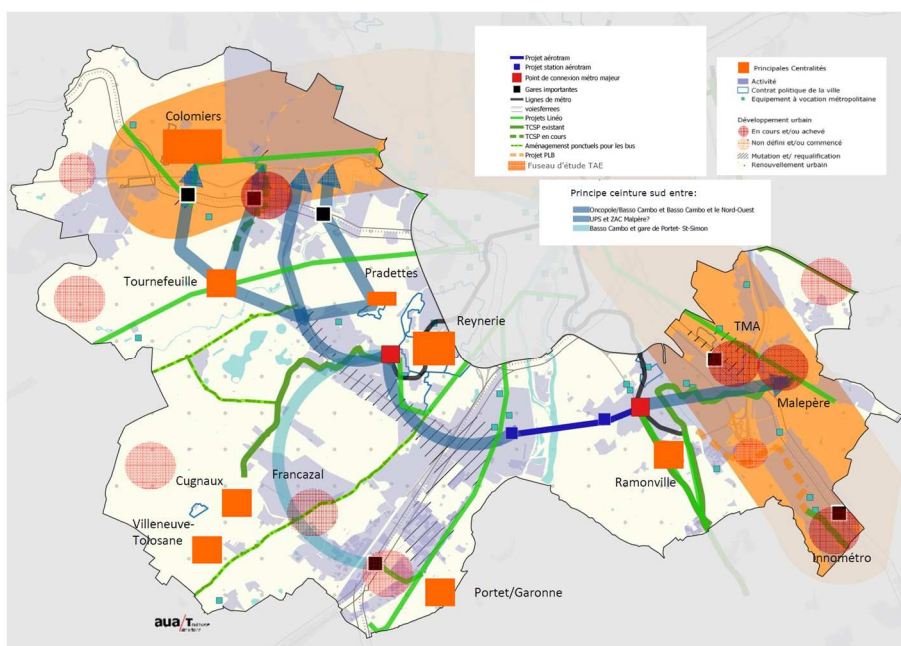 Projet aérotram
Projet station aérotram
Point de connexion métro majeur
Gares importantes
Lignes de métro
voiesferrees
Projets Linéo
TCSP existant
TCSP en cours
Aménagement ponctuels pour les bus
Projet PLB
Fuseau d'étude TAE
Principales Centralités
Activité
Contrat politique de la ville
Equipement à vocation métropolitaine
Développement urbain
En cours et/ou achevé
Non défini et/ou commencé
Mutation et/ requalification
Renouvellement urbain
Principe ceinture sud entre:
Oncopole/Basso Cambo et Basso Cambo et le Nord-Ouest
UPS et ZAC Malpère?
Basso Cambo et gare de Portet- St-Simon
Colomiers
Tournefeuille
Pradettes
Reynerie
TMA
Malepère
Cugnaux
Francazal
Ramonville
Villeneuve-
Tolosane
Innométro
Portet/Garonne
aua/T